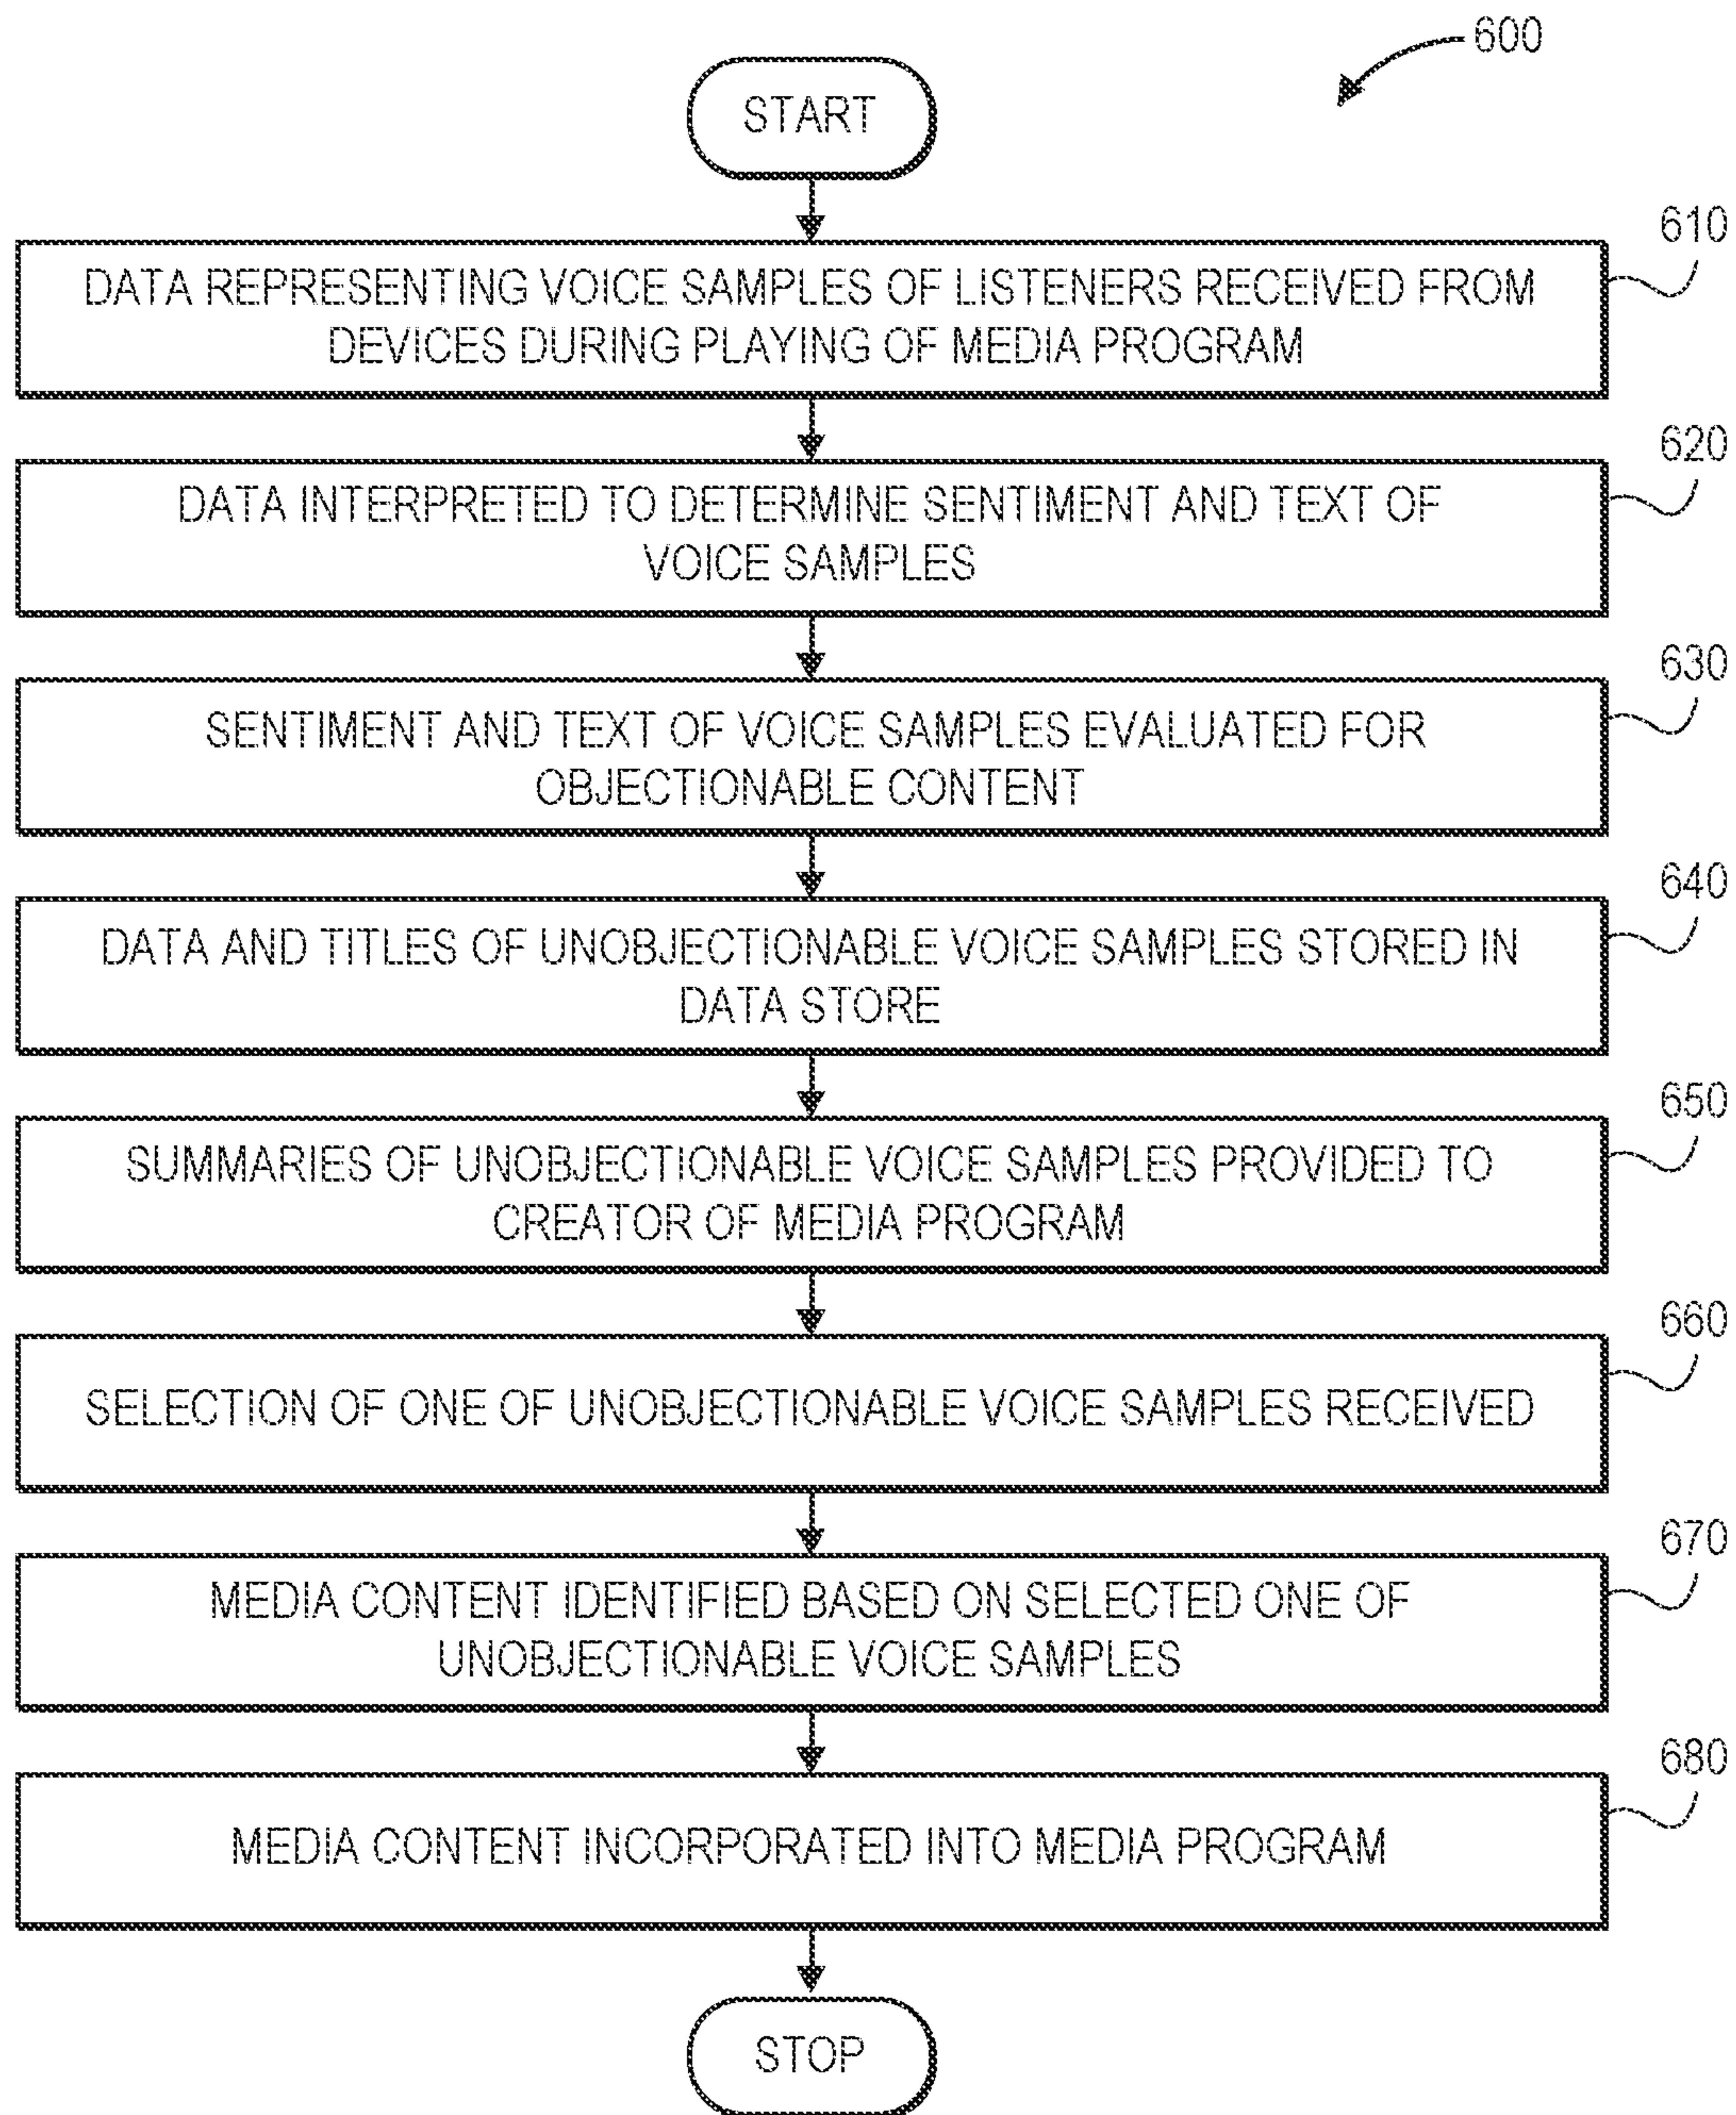 600
START
610
DATA REPRESENTING VOICE SAMPLES OF LISTENERS RECEIVED FROM
DEVICES DURING PLAYING OF MEDIA PROGRAM
620
DATA INTERPRETED TO DETERMINE SENTIMENT AND TEXT OF
VOICE SAMPLES
630
SENTIMENT AND TEXT OF VOICE SAMPLES EVALUATED FOR
OBJECTIONABLE CONTENT
640
DATA AND TITLES OF UNOBJECTIONABLE VOICE SAMPLES STORED IN
DATA STORE
650
SUMMARIES OF UNOBJECTIONABLE VOICE SAMPLES PROVIDED TO
CREATOR OF MEDIA PROGRAM
660
SELECTION OF ONE OF UNOBJECTIONABLE VOICE SAMPLES RECEIVED
670
MEDIA CONTENT IDENTIFIED BASED ON SELECTED ONE OF
UNOBJECTIONABLE VOICE SAMPLES
680
MEDIA CONTENT INCORPORATED INTO MEDIA PROGRAM
STOP